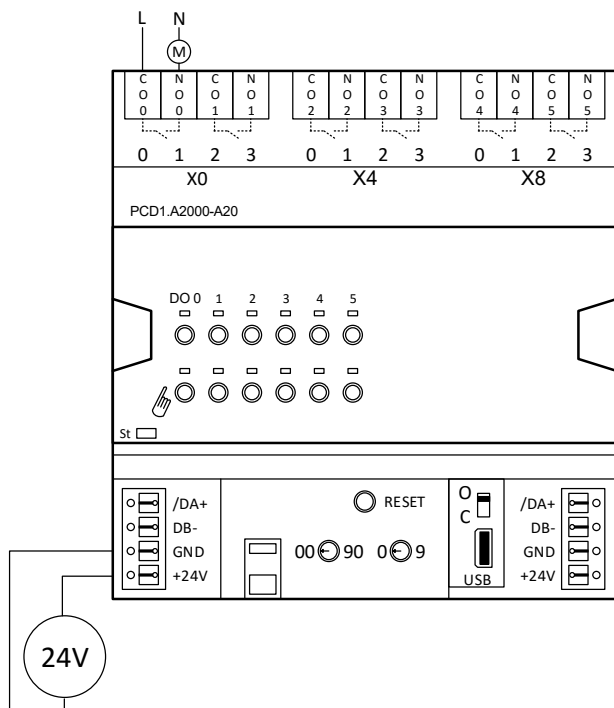 L N
M
C O 0 N O 0 C O 1 N O 1 C O 2 N O 2 C O 3 N O 3 C O 4 N O 4 C O 5 N O 5
0 1 2 3 0 1 2 3 0 1 2 3
X0 X4 X8
PCD1.A2000-A20
DO 0 1 2 3 4 5
St
/DA+ RESET O /DA+
DB- C DB-
GND 00 90 0 9 GND
+24V USB +24V
24V